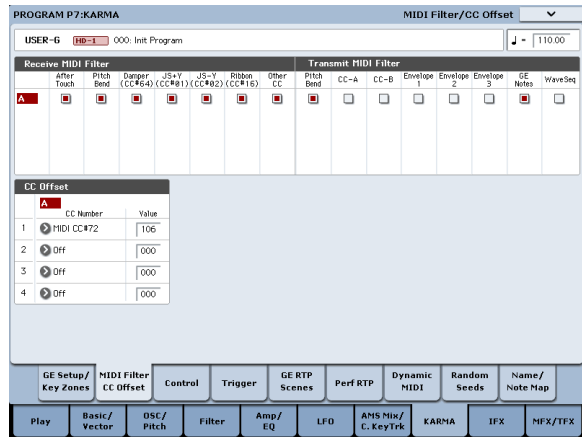 PROGRAM P7:KARMA MIDI Filter/CC Offset
USER-G HD-1 000: Init Program ♩= 110.00
Receive MIDI Filter Transmit MIDI Filter
After Touch Pitch Bend Damper (CC#64) JS+Y (CC#01) JS-Y (CC#02) Ribbon (CC#16) Other CC Pitch Bend CC-A CC-B Envelope 1 Envelope 2 Envelope 3 GE Notes WaveSeq
A
CC Offset
A
CC Number Value
1 MIDI CC#72 106
2 Off 000
3 Off 000
4 Off 000
GE Setup/ Key Zones MIDI Filter CC Offset Control Trigger GE RTP Scenes Perf RTP Dynamic MIDI Random Seeds Name/ Note Map
Play Basic/ Vector OSC/ Pitch Filter Amp/ EQ LFO AMS Mix/ C. KeyTrk KARMA IFX MFX/TFX